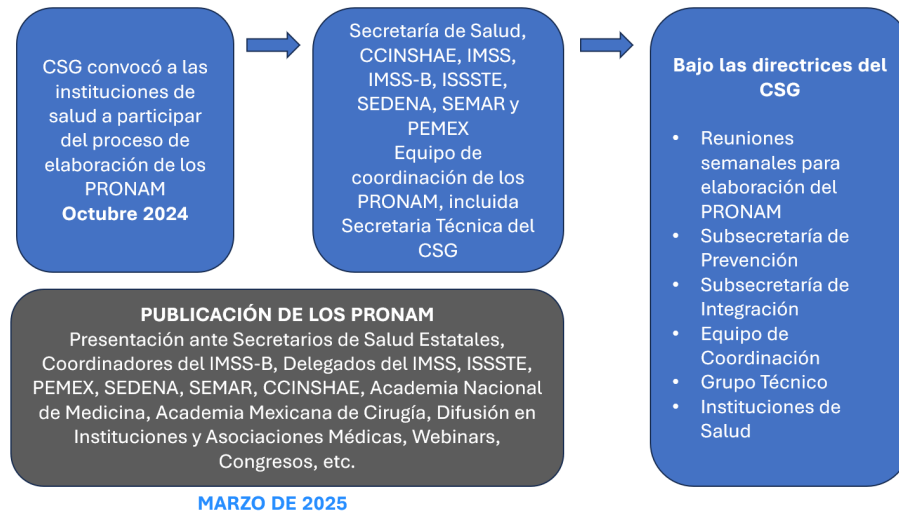 CSG convocó a las
instituciones de
salud a participar
del proceso de
elaboración de los
PRONAM
Octubre 2024
Secretaría de Salud,
CCINSHAE, IMSS,
IMSS-B, ISSSTE,
SEDENA, SEMAR y
PEMEX
Equipo de
coordinación de los
PRONAM, incluida
Secretaria Técnica del
CSG
Bajo las directrices del
CSG
• Reuniones
semanales para
elaboración del
PRONAM
• Subsecretaría de
Prevención
• Subsecretaría de
Integración
• Equipo de
Coordinación
• Grupo Técnico
• Instituciones de
Salud
PUBLICACIÓN DE LOS PRONAM
Presentación ante Secretarios de Salud Estatales,
Coordinadores del IMSS-B, Delegados del IMSS, ISSSTE,
PEMEX, SEDENA, SEMAR, CCINSHAE, Academia Nacional
de Medicina, Academia Mexicana de Cirugía, Difusión en
Instituciones y Asociaciones Médicas, Webinars,
Congresos, etc.
MARZO DE 2025